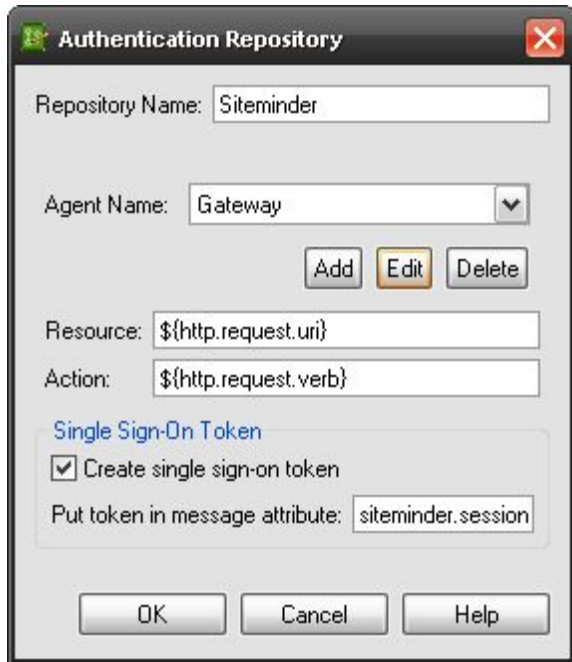 Authentication Repository
Repository Name: Siteminder
Agent Name: Gateway
Add Edit Delete
Resource: ${http.request.uri}
Action: ${http.request.verb}
Single Sign-On Token
Create single sign-on token
Put token in message attribute: siteminder.session
OK Cancel Help